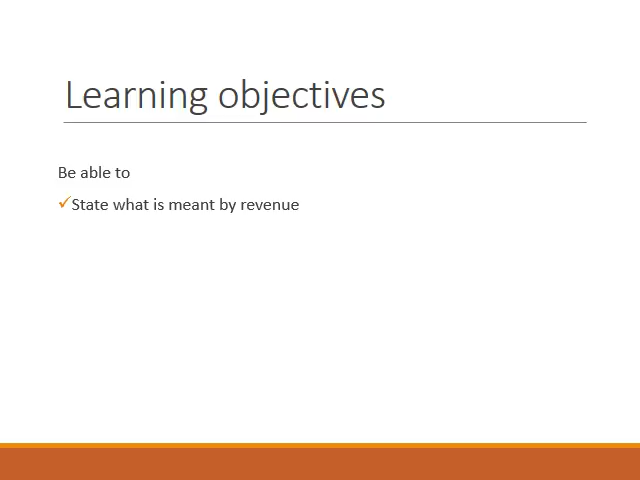 Learning objectives
Be able to
✓State what is meant by revenue